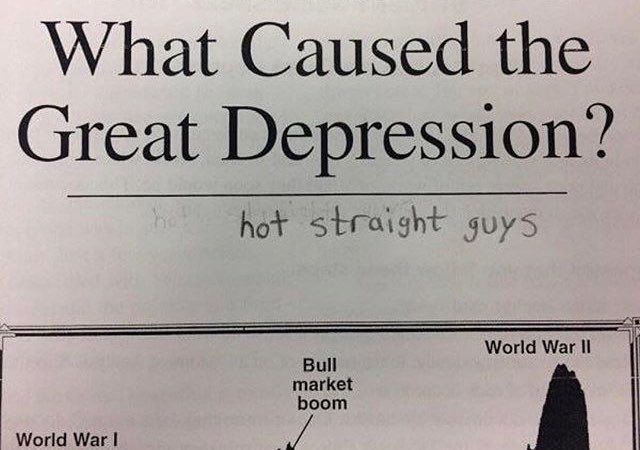 What Caused the
Great Depression?
hot straight guys
World War II
Bull
market
boom
World War I